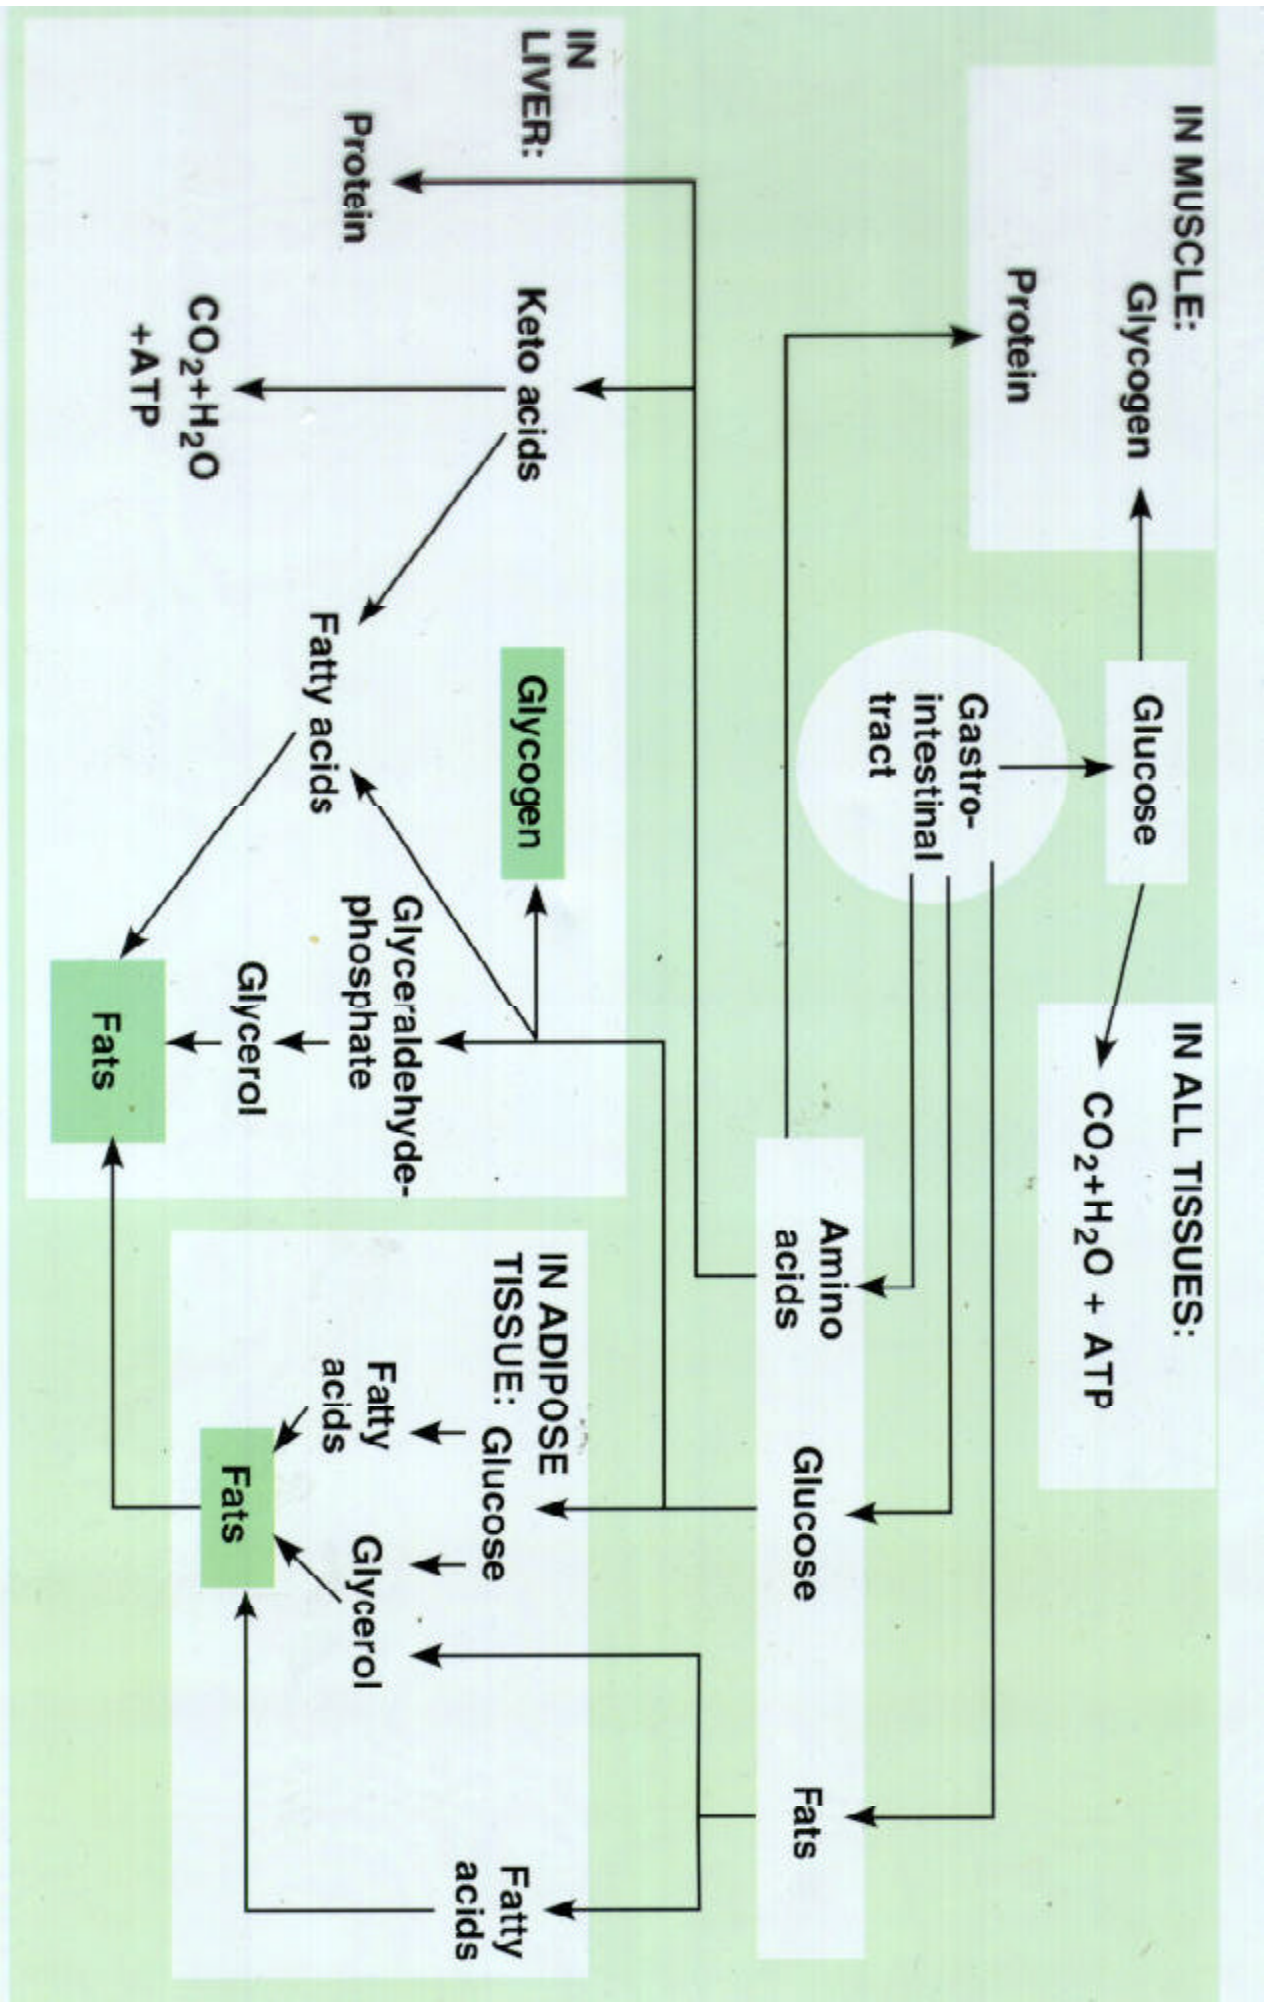 IN MUSCLE:
Glycogen
Protein
Glucose
IN ALL TISSUES:
CO₂+H₂O + ATP
Gastro-
intestinal
tract
Amino
acids
Glucose
Fats
IN
LIVER:
Protein
Keto acids
CO₂+H₂O
+ATP
Fatty acids
Glycogen
Glyceraldehyde-
phosphate
Glycerol
Fats
IN ADIPOSE
TISSUE:
Glucose
Fatty
acids
Glycerol
Fats
Fatty
acids